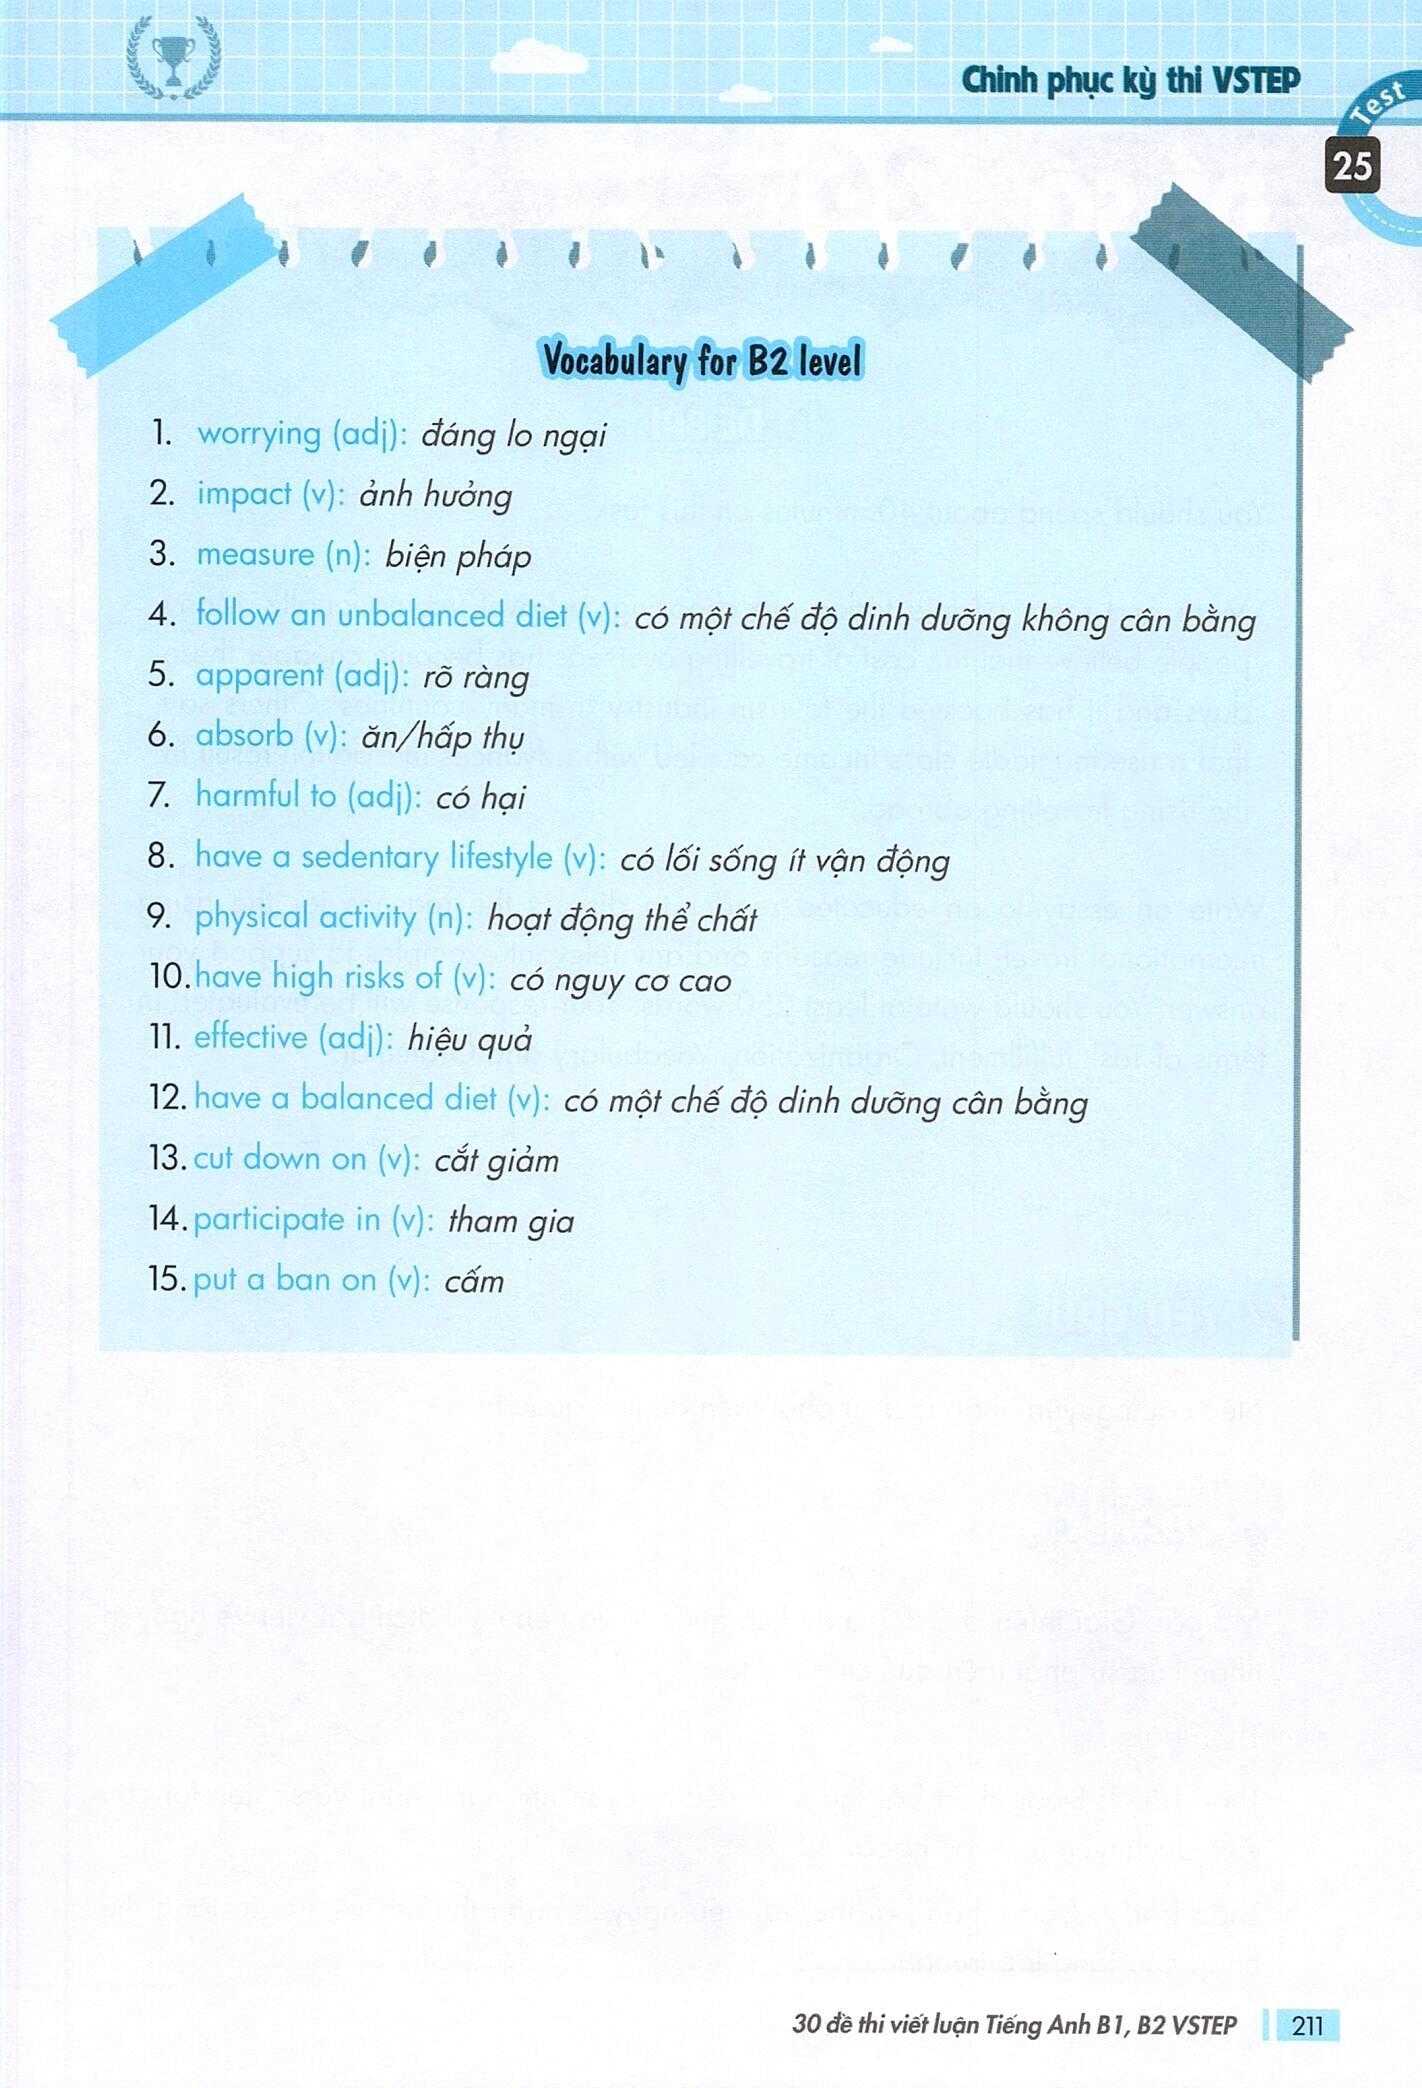 Chinh phục kỳ thi VSTEP
Test
25
Vocabulary for B2 level
1. worrying (adj): đáng lo ngại
2. impact (v): ảnh hưởng
3. measure (n): biện pháp
4. follow an unbalanced diet (v): có một chế độ dinh dưỡng không cân bằng
5. apparent (adj): rõ ràng
6. absorb (v): ăn/hấp thụ
7. harmful to (adj): có hại
8. have a sedentary lifestyle (v): có lối sống ít vận động
9. physical activity (n): hoạt động thể chất
10. have high risks of (v): có nguy cơ cao
11. effective (adj): hiệu quả
12. have a balanced diet (v): có một chế độ dinh dưỡng cân bằng
13. cut down on (v): cắt giảm
14. participate in (v): tham gia
15. put a ban on (v): cấm
30 đề thi viết luận Tiếng Anh B1, B2 VSTEP 211